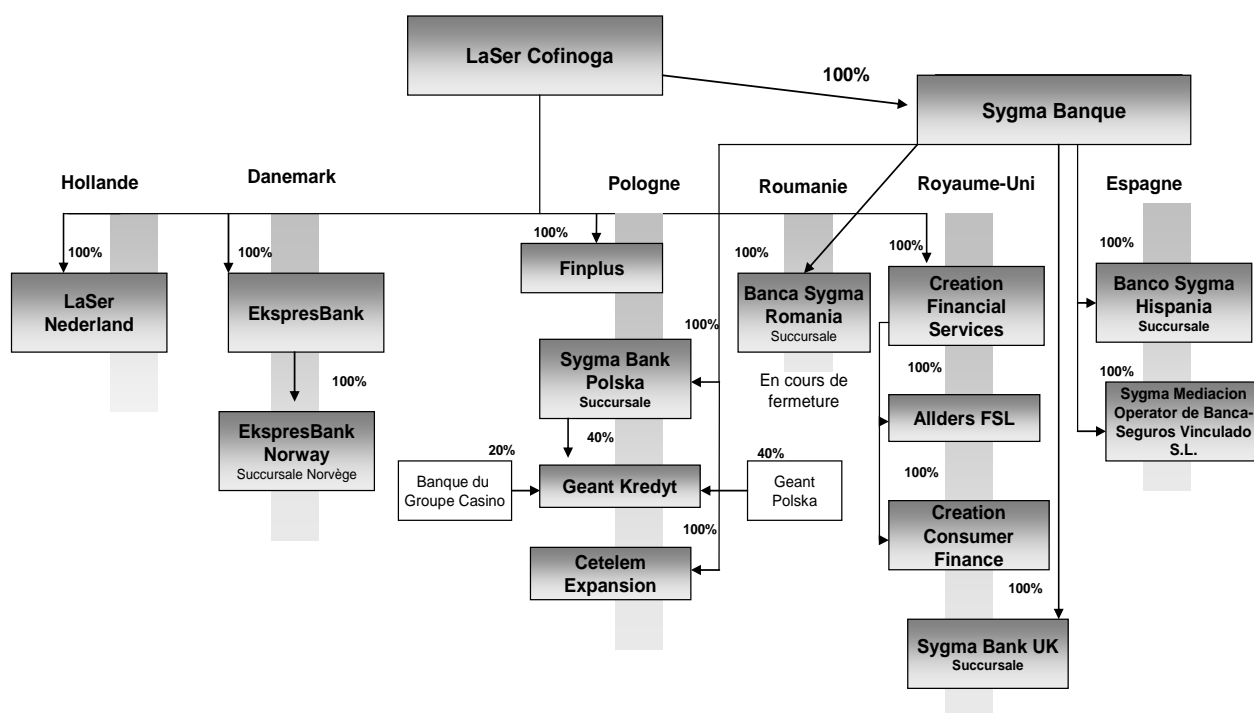 LaSer Cofinoga
100%
Sygma Banque
Hollande
Danemark
Pologne
Roumanie
Royaume-Uni
Espagne
100%
100%
100%
100%
100%
100%
LaSer
Nederland
EkspresBank
Finplus
Banca Sygma
Romania
Succursale
Creation
Financial
Services
Banco Sygma
Hispania
Succursale
100%
100%
Sygma Bank
Polska
Succursale
En cours de
fermeture
100%
100%
EkspresBank
Norway
Succursale Norvège
Allders FSL
Sygma Mediacion
Operator de Banca-
Seguros Vinculado
S.L.
40%
20%
40%
100%
Banque du
Groupe Casino
Geant Kredyt
Geant
Polska
100%
Creation
Consumer
Finance
Cetelem
Expansion
100%
Sygma Bank UK
Succursale